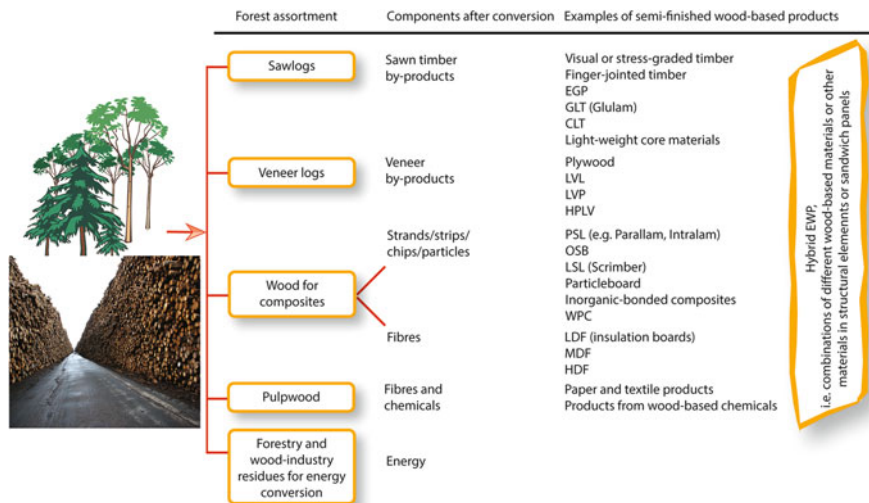 Forest assortment
Components after conversion
Examples of semi-finished wood-based products
Sawlogs
Sawn timber
by-products
Visual or stress-graded timber
Finger-jointed timber
EGP
GLT (Glulam)
CLT
Light-weight core materials
Veneer logs
Veneer
by-products
Plywood
LVL
LVP
HPLV
Wood for
composites
Strands/strips/
chips/particles
PSL (e.g. Parallam, Intralam)
OSB
LSL (Scrimber)
Particleboard
Inorganic-bonded composites
WPC
Fibres
LDF (insulation boards)
MDF
HDF
Pulpwood
Fibres and
chemicals
Paper and textile products
Products from wood-based chemicals
Forestry and
wood-industry
residues for energy
conversion
Energy
Hybrid EWP,
i.e. combinations of different wood-based materials or other
materials in structural elemennts or sandwich panels